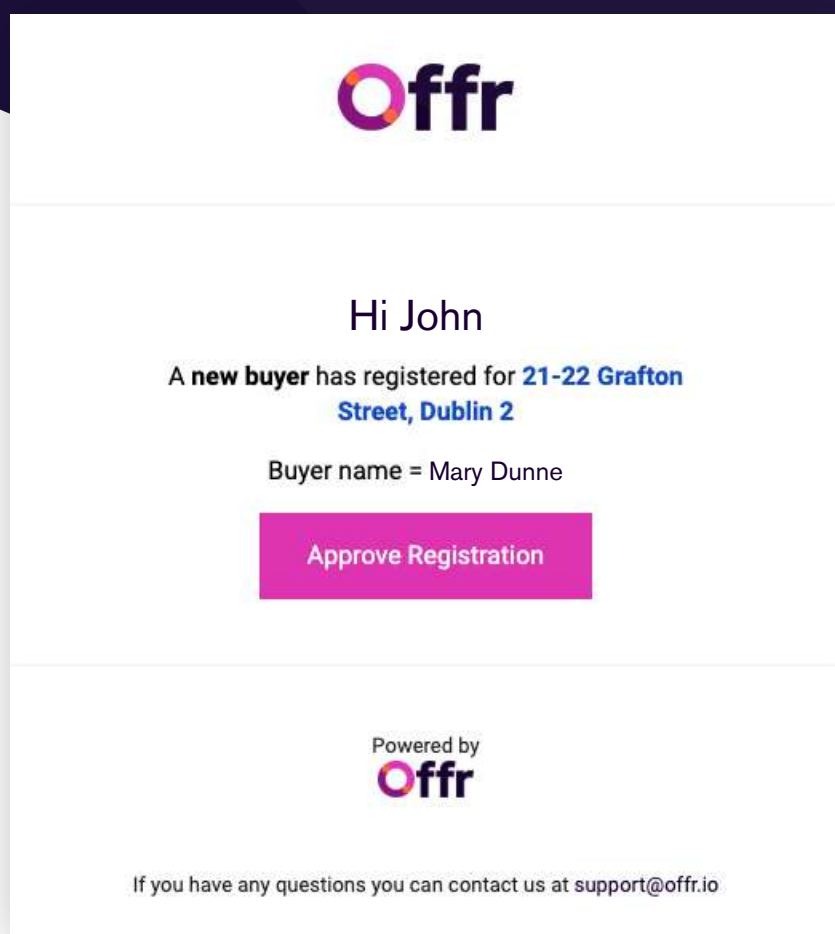 Offr
Hi John
A new buyer has registered for 21-22 Grafton
Street, Dublin 2
Buyer name = Mary Dunne
Approve Registration
Powered by
Offr
If you have any questions you can contact us at support@offr.io